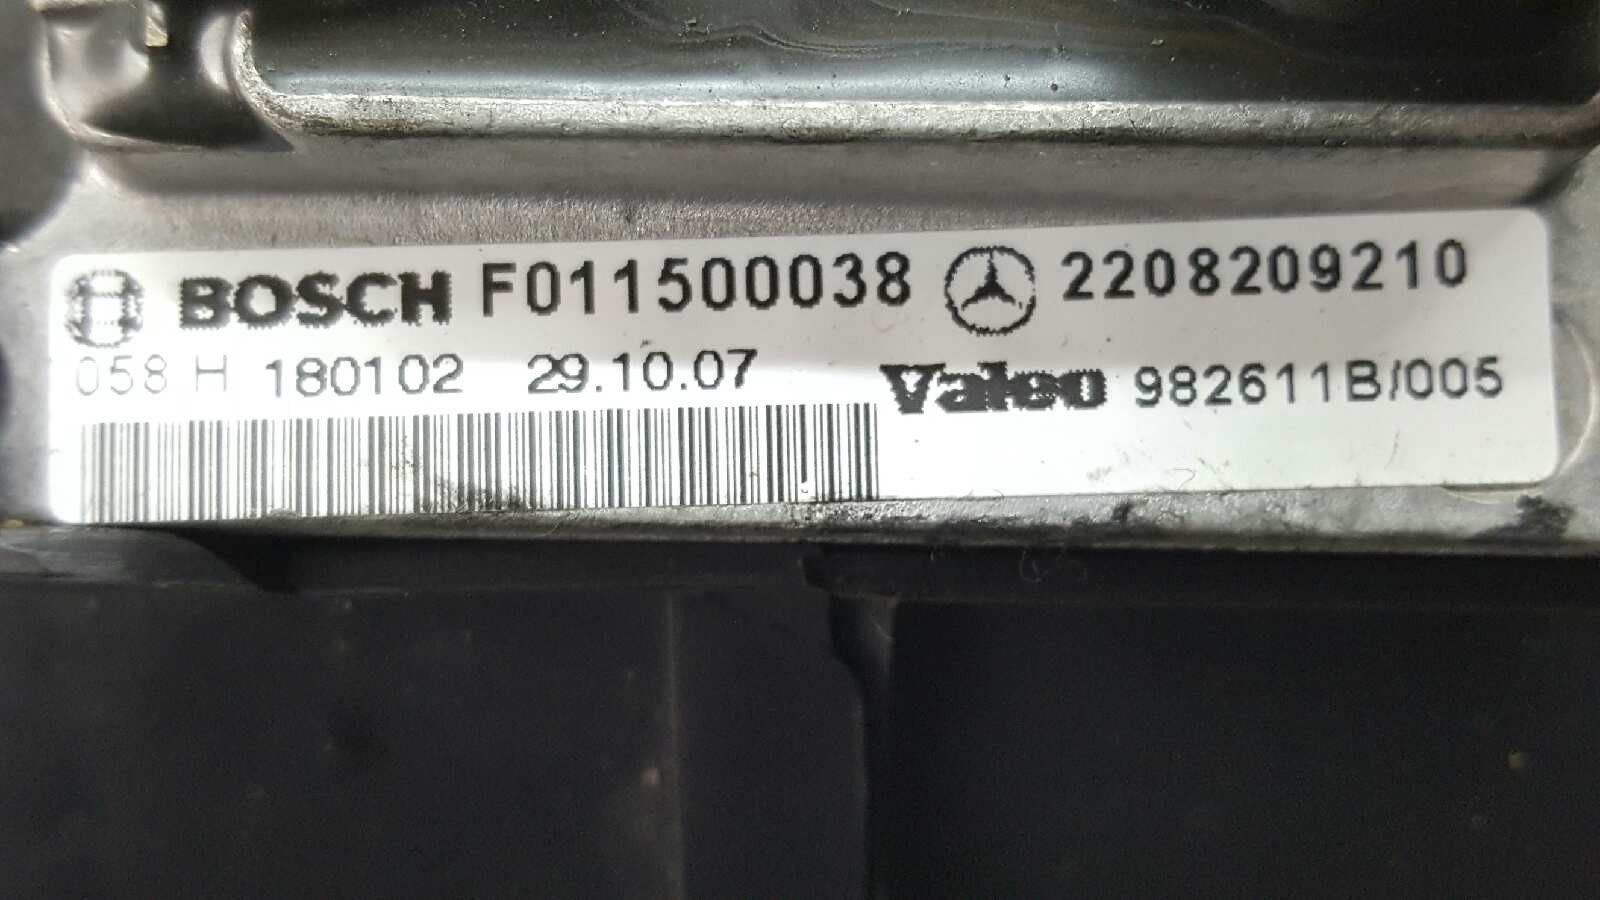 BOSCH F011500038 2208209210
058 H 180102 29.10.07 Valeo 982611B/005